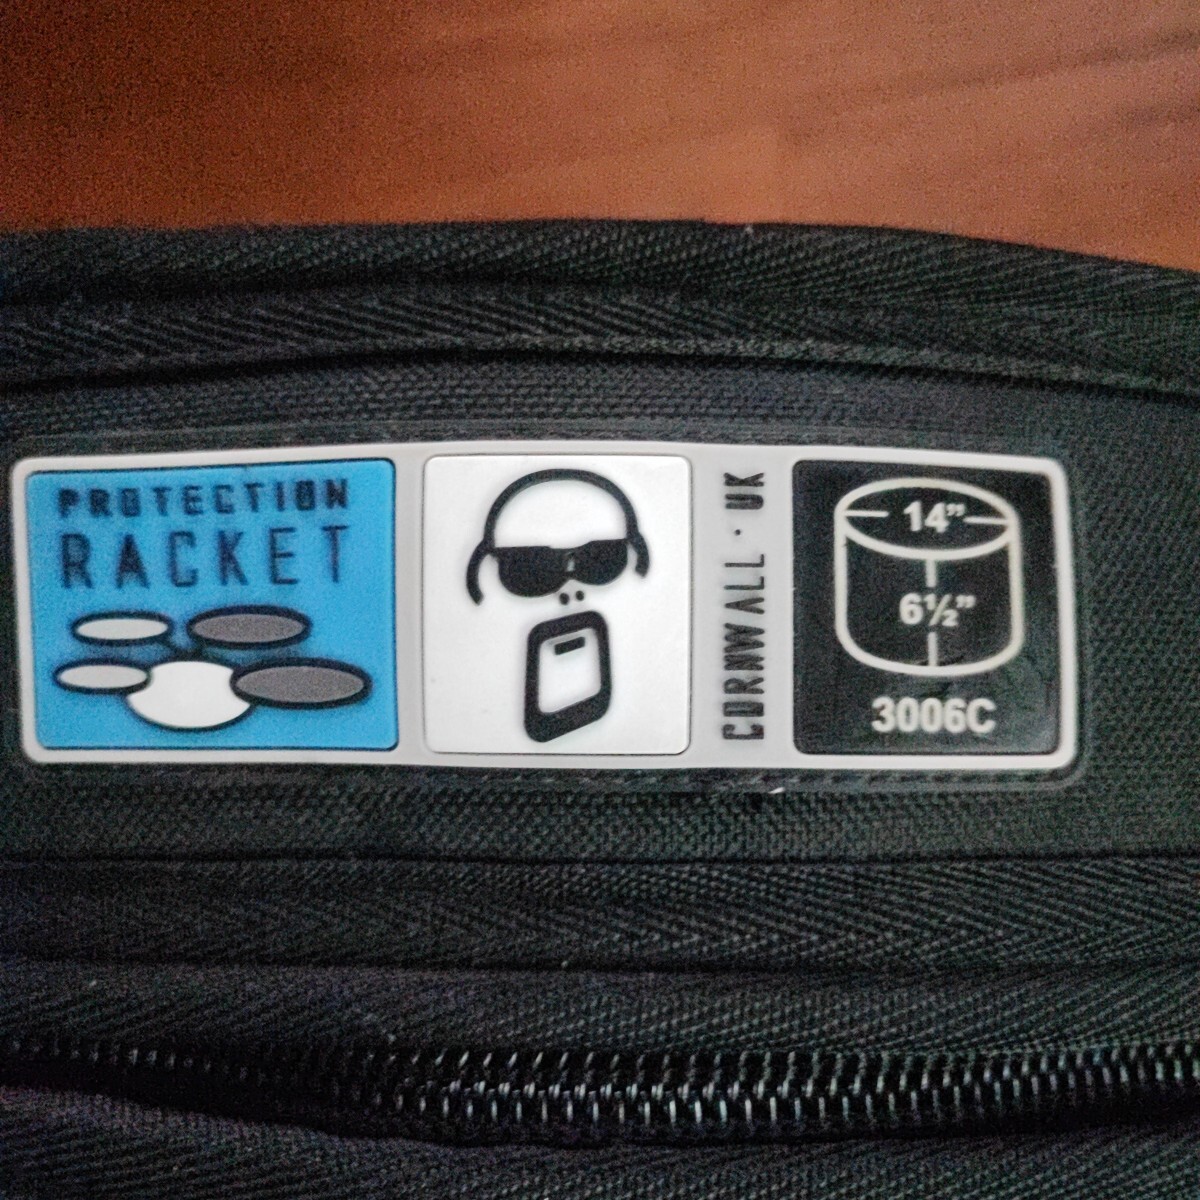 PROTECTION
RACKET
CORNWALL · UK
14”
6½”
3006C